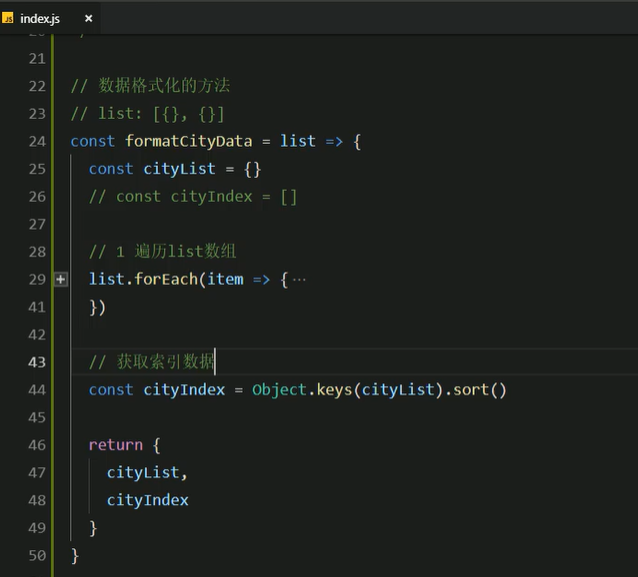 JS index.js ×
21
22 // 数据格式化的方法
23 // list: [{}, {}]
24 const formatCityData = list => {
25 const cityList = {}
26 // const cityIndex = []
27
28 // 1 遍历list数组
29 list.forEach(item => {···
41 })
42
43 // 获取索引数据
44 const cityIndex = Object.keys(cityList).sort()
45
46 return {
47 cityList,
48 cityIndex
49 }
50 }